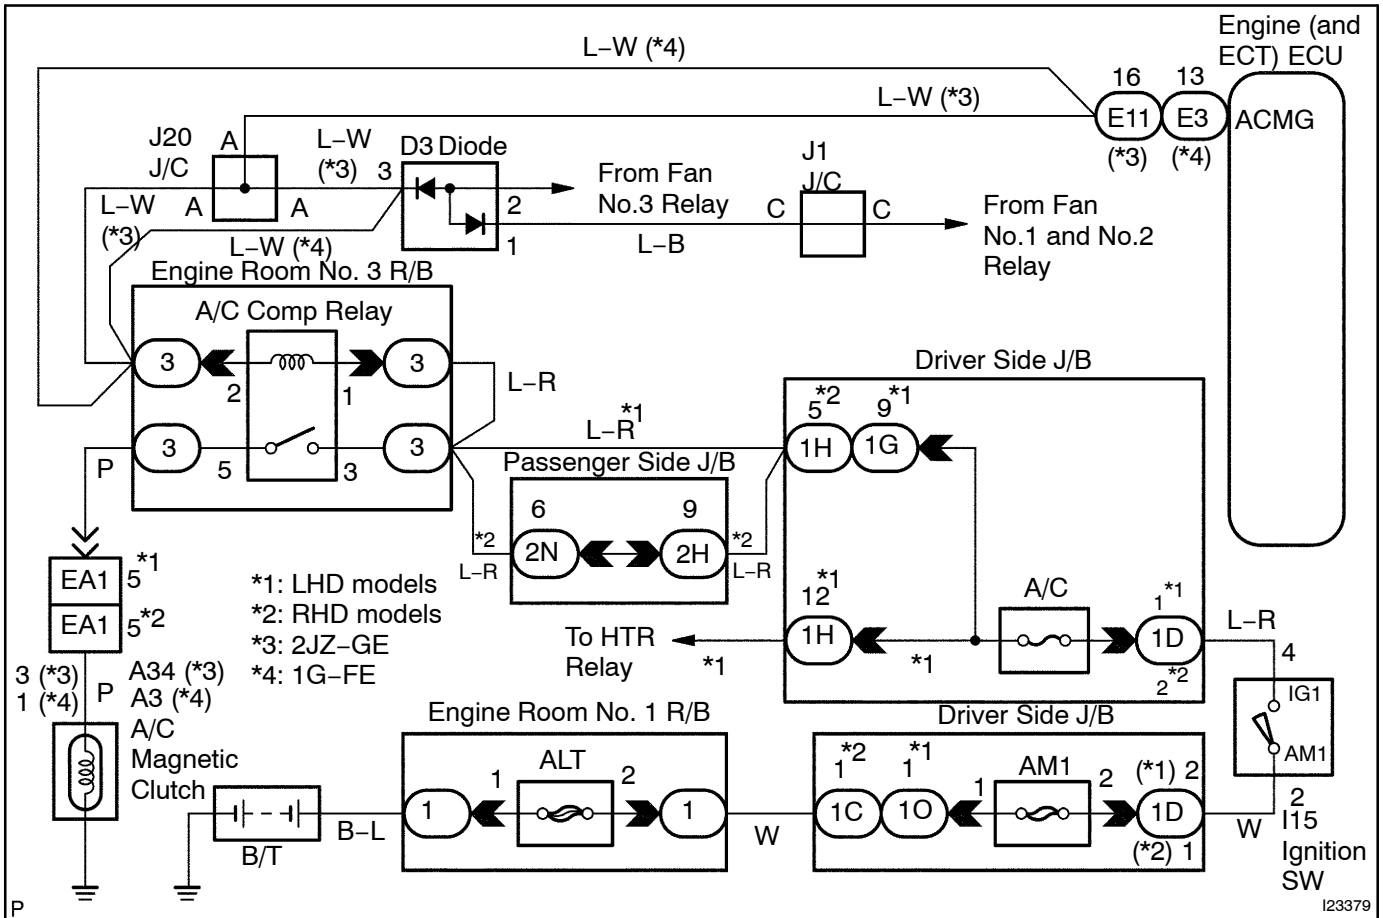 Engine (and
ECT) ECU
L–W (*4)
16
13
L–W (*3)
E11
E3
ACMG
(*3)
(*4)
J20
J/C
A
L–W
(*3)
3
D3 Diode
J1
J/C
From Fan
No.3 Relay
2
C
C
From Fan
No.1 and No.2
Relay
L–W
(*3)
A
A
L–W (*4)
1
L–B
Engine Room No. 3 R/B
A/C Comp Relay
3
2
1
3
L–R
Driver Side J/B
5*2
9*1
L–R*1
1H
1G
3
5
3
3
P
Passenger Side J/B
6
9
*2
2N
2H
*2
L–R
L–R
EA1
5*1
EA1
5*2
*1: LHD models
*2: RHD models
*3: 2JZ–GE
*4: 1G–FE
12*1
To HTR
Relay
*1
1H
*1
A/C
1*1
1D
2*2
L–R
4
IG1
AM1
2
I15
Ignition
SW
3 (*3)
1 (*4)
P
A34 (*3)
A3 (*4)
A/C
Magnetic
Clutch
Engine Room No. 1 R/B
Driver Side J/B
B/T
B–L
1
1
ALT
2
1
W
*2
1
*1
1
1C
1O
1
AM1
2
(*1) 2
1D
(*2) 1
W
P
I23379